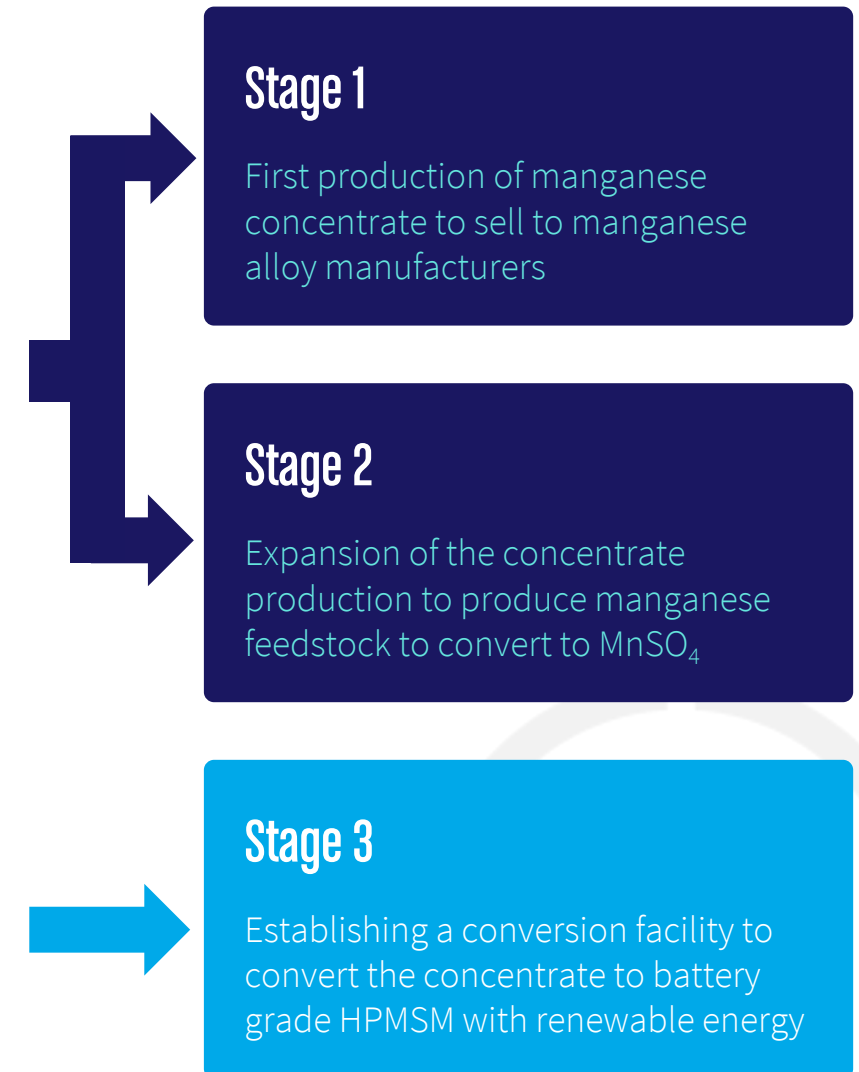 Stage 1
First production of manganese
concentrate to sell to manganese
alloy manufacturers
Stage 2
Expansion of the concentrate
production to produce manganese
feedstock to convert to MnSO₄
Stage 3
Establishing a conversion facility to
convert the concentrate to battery
grade HPMSM with renewable energy